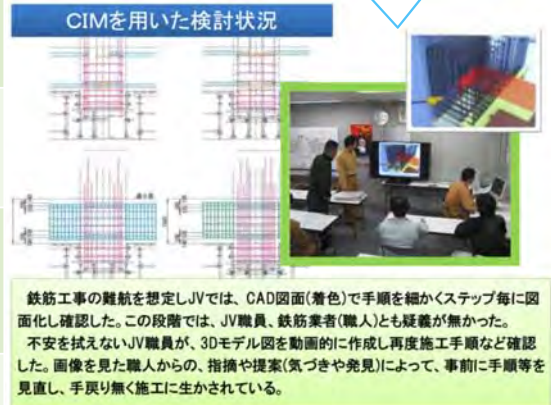 CIMを用いた検討状況
鉄筋工事の難航を想定しJVでは、CAD図面(着色)で手順を細かくステップ毎に図
面化し確認した。この段階では、JV職員、鉄筋業者(職人)とも疑義が無かった。
不安を拭えないJV職員が、3Dモデル図を動画的に作成し再度施工手順など確認
した。画像を見た職人からの、指摘や提案(気づきや発見)によって、事前に手順等を
見直し、手戻り無く施工に生かされている。